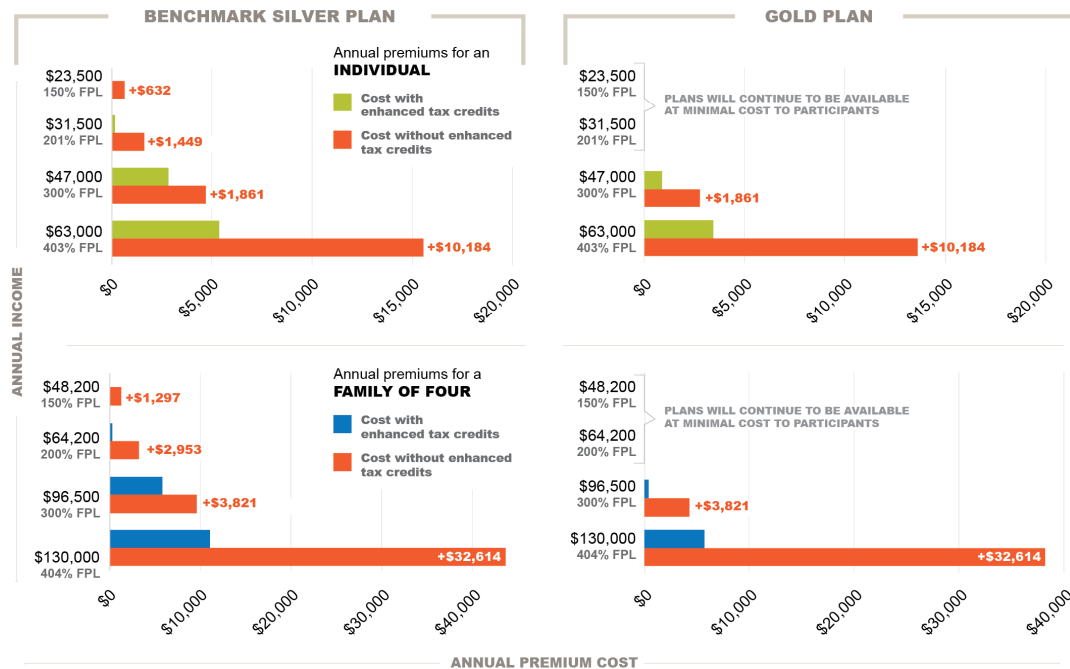 BENCHMARK SILVER PLAN
Annual premiums for an
INDIVIDUAL
Cost with
enhanced tax credits
Cost without enhanced
tax credits
$23,500
150% FPL
+$632
$31,500
201% FPL
+$1,449
$47,000
300% FPL
+$1,861
$63,000
403% FPL
+$10,184
$0
$5,000
$10,000
$15,000
$20,000
GOLD PLAN
$23,500
150% FPL
PLANS WILL CONTINUE TO BE AVAILABLE
AT MINIMAL COST TO PARTICIPANTS
$31,500
201% FPL
$47,000
300% FPL
+$1,861
$63,000
403% FPL
+$10,184
$0
$5,000
$10,000
$15,000
$20,000
ANNUAL INCOME
Annual premiums for a
FAMILY OF FOUR
Cost with
enhanced tax credits
Cost without enhanced
tax credits
$48,200
150% FPL
+$1,297
$64,200
200% FPL
+$2,953
$96,500
300% FPL
+$3,821
$130,000
404% FPL
+$32,614
$0
$10,000
$20,000
$30,000
$40,000
$48,200
150% FPL
PLANS WILL CONTINUE TO BE AVAILABLE
AT MINIMAL COST TO PARTICIPANTS
$64,200
200% FPL
$96,500
300% FPL
+$3,821
$130,000
404% FPL
+$32,614
$0
$10,000
$20,000
$30,000
$40,000
ANNUAL PREMIUM COST